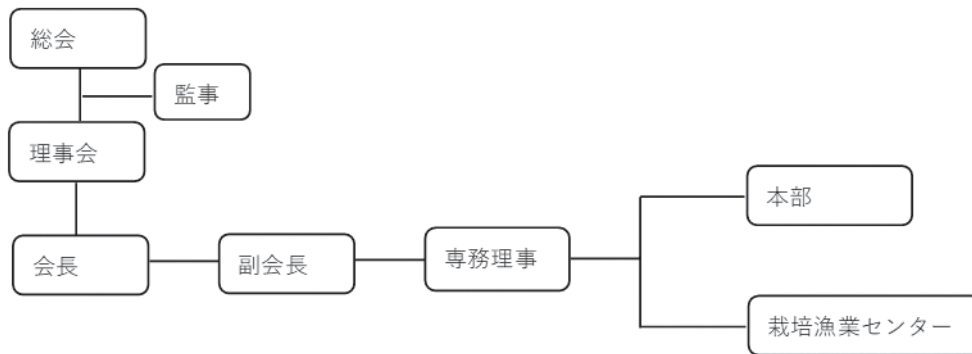 総会
監事
理事会
会長
副会長
専務理事
本部
栽培漁業センター